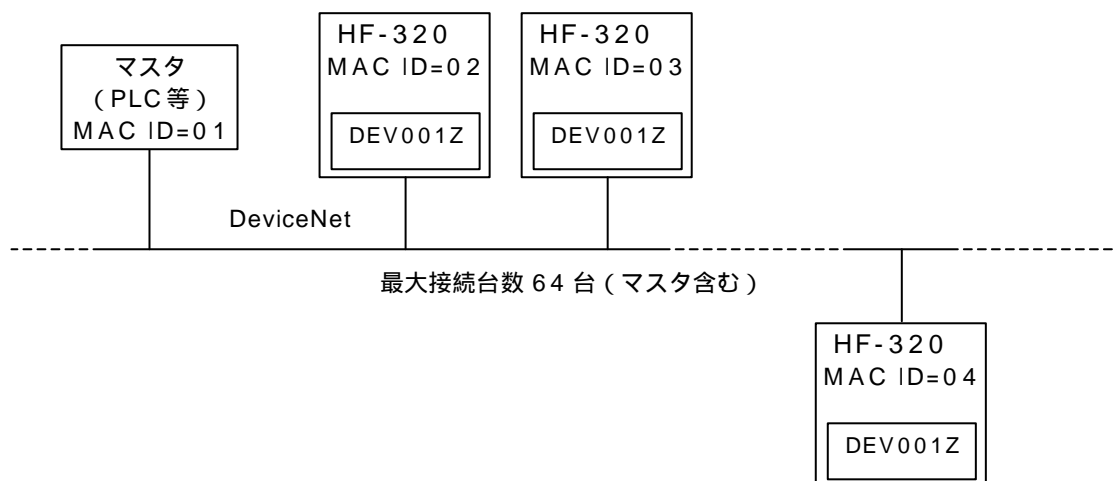 マスタ
（PLC等）
MAC ID=01
HF-320
MAC ID=02
DEV001Z
HF-320
MAC ID=03
DEV001Z
DeviceNet
最大接続台数 64 台（マスタ含む）
HF-320
MAC ID=04
DEV001Z